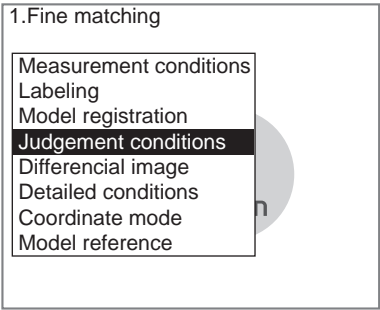 1.Fine matching
Measurement conditions
Labeling
Model registration
Judgement conditions
Differencial image
Detailed conditions
Coordinate mode
Model reference
n